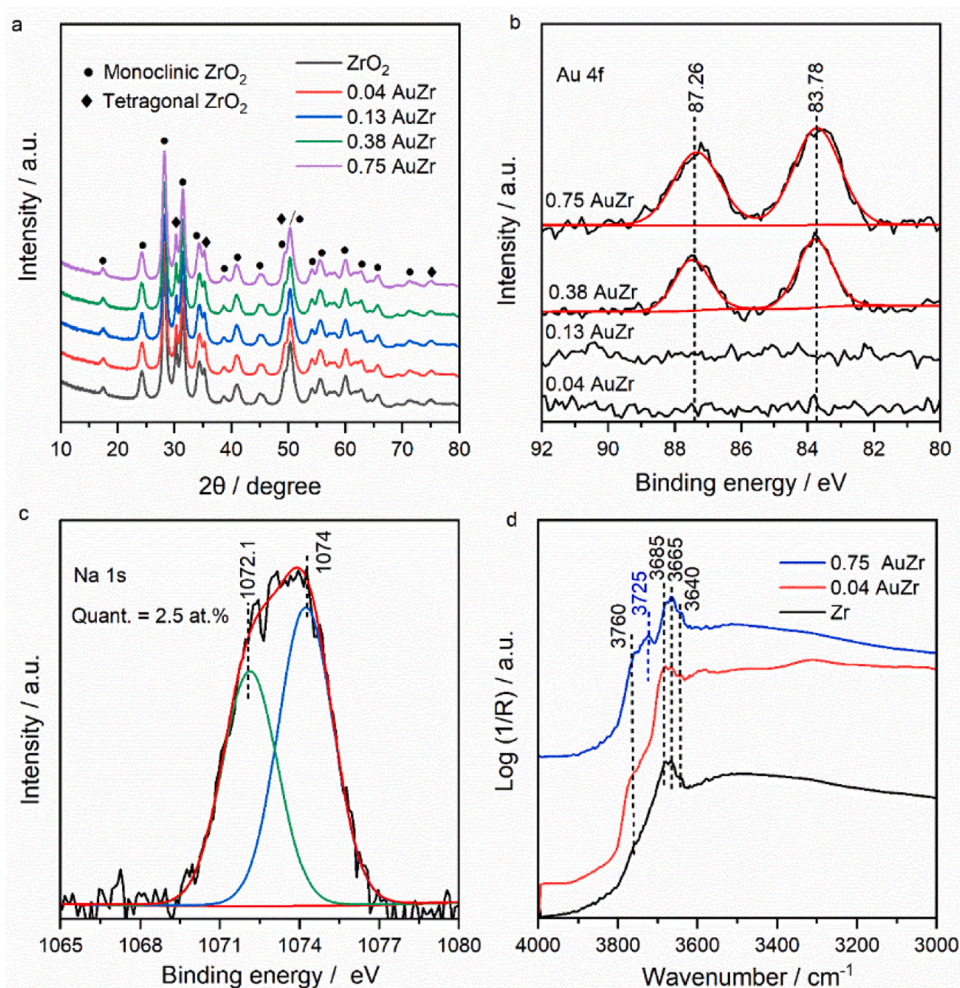 a
● Monoclinic ZrO2
◆ Tetragonal ZrO2
ZrO2
0.04 AuZr
0.13 AuZr
0.38 AuZr
0.75 AuZr
◆ / ●
Intensity / a.u.
10 20 30 40 50 60 70 80
2θ / degree
b
Au 4f
87.26
83.78
0.75 AuZr
0.38 AuZr
0.13 AuZr
0.04 AuZr
Intensity / a.u.
92 90 88 86 84 82 80
Binding energy / eV
c
Na 1s
Quant. = 2.5 at.%
1072.1
1074
Intensity / a.u.
1065 1068 1071 1074 1077 1080
Binding energy / eV
d
3760
3725
3685
3665
3640
0.75 AuZr
0.04 AuZr
Zr
Log (1/R) / a.u.
4000 3800 3600 3400 3200 3000
Wavenumber / cm-1